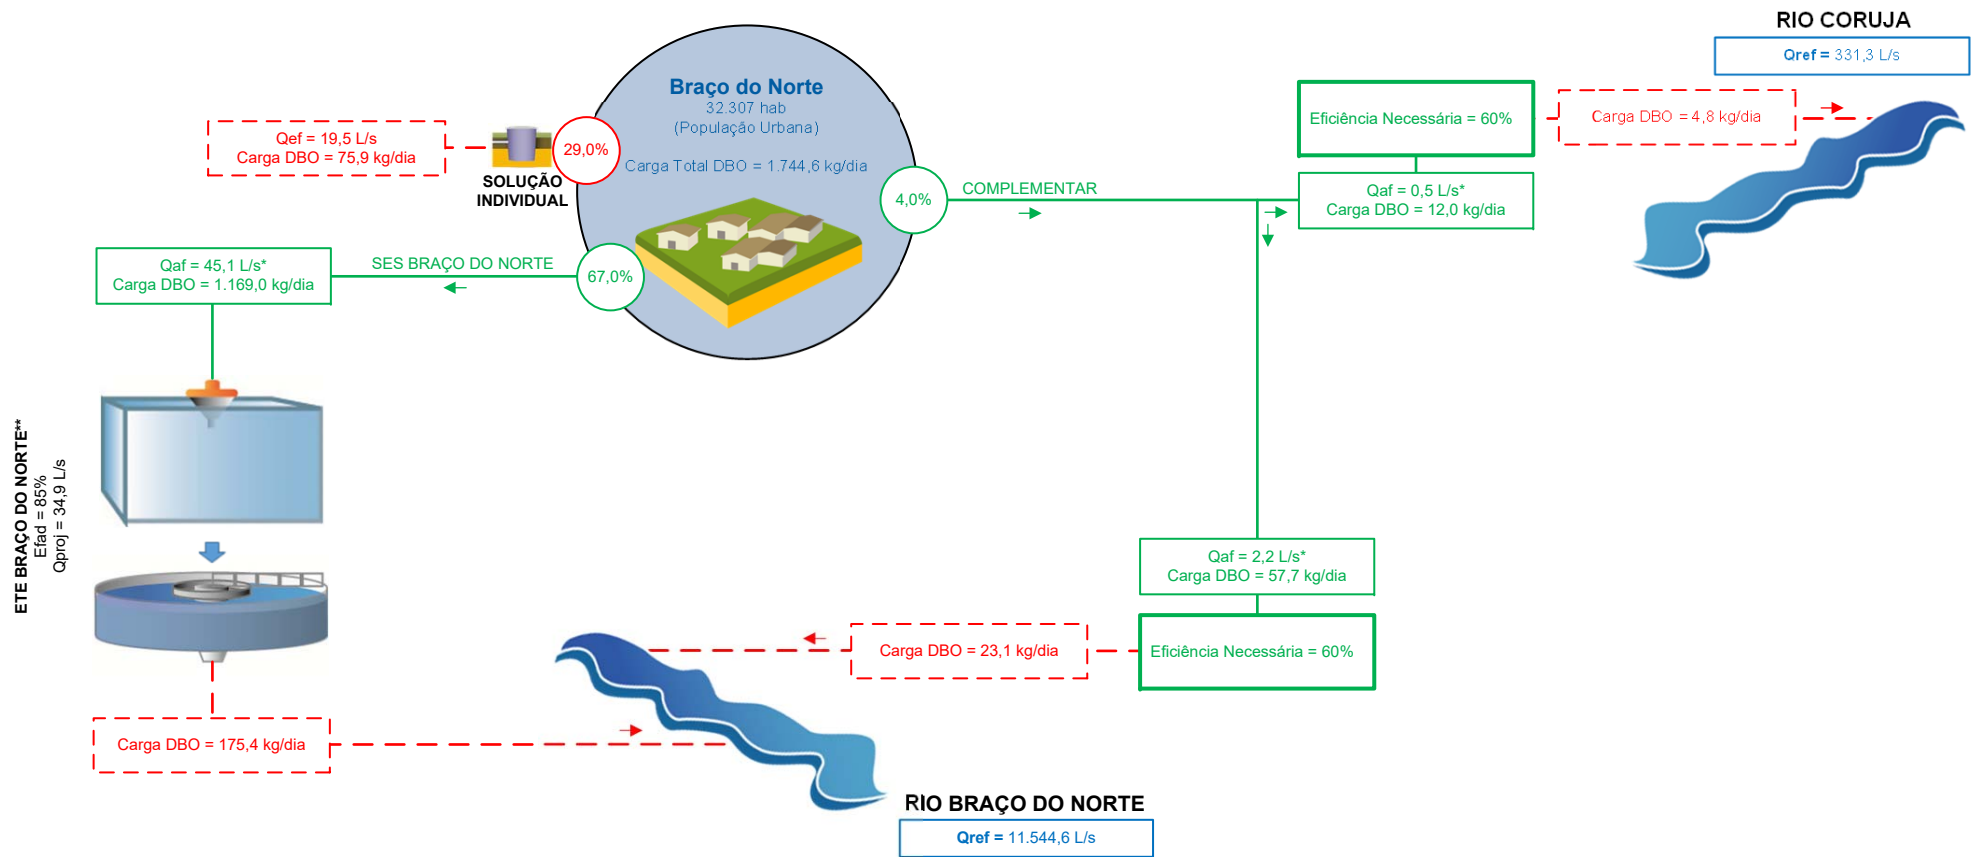 RIO CORUJA
Qref = 331,3 L/s
Braço do Norte
32.307 hab
(População Urbana)
Carga Total DBO = 1.744,6 kg/dia
Qef = 19,5 L/s
Carga DBO = 75,9 kg/dia
29,0%
SOLUÇÃO
INDIVIDUAL
Eficiência Necessária = 60%
Carga DBO = 4,8 kg/dia
4,0%
COMPLEMENTAR
Qaf = 0,5 L/s*
Carga DBO = 12,0 kg/dia
Qaf = 45,1 L/s*
Carga DBO = 1.169,0 kg/dia
SES BRAÇO DO NORTE
67,0%
ETE BRAÇO DO NORTE**
Efad = 85%
Qproj = 34,9 L/s
Qaf = 2,2 L/s*
Carga DBO = 57,7 kg/dia
Carga DBO = 23,1 kg/dia
Eficiência Necessária = 60%
Carga DBO = 175,4 kg/dia
RIO BRAÇO DO NORTE
Qref = 11.544,6 L/s